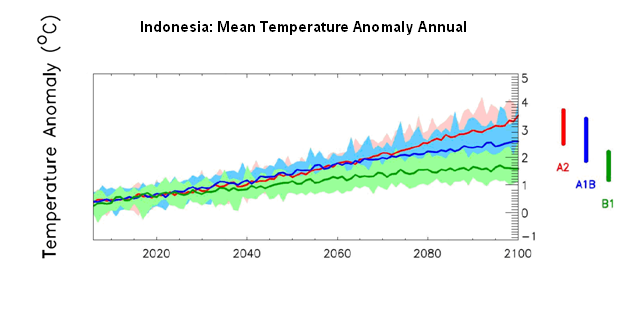 Indonesia: Mean Temperature Anomaly Annual
Temperature Anomaly (°C)
5
4
3
2
1
0
-1
2020 2040 2060 2080 2100
A2
A1B
B1